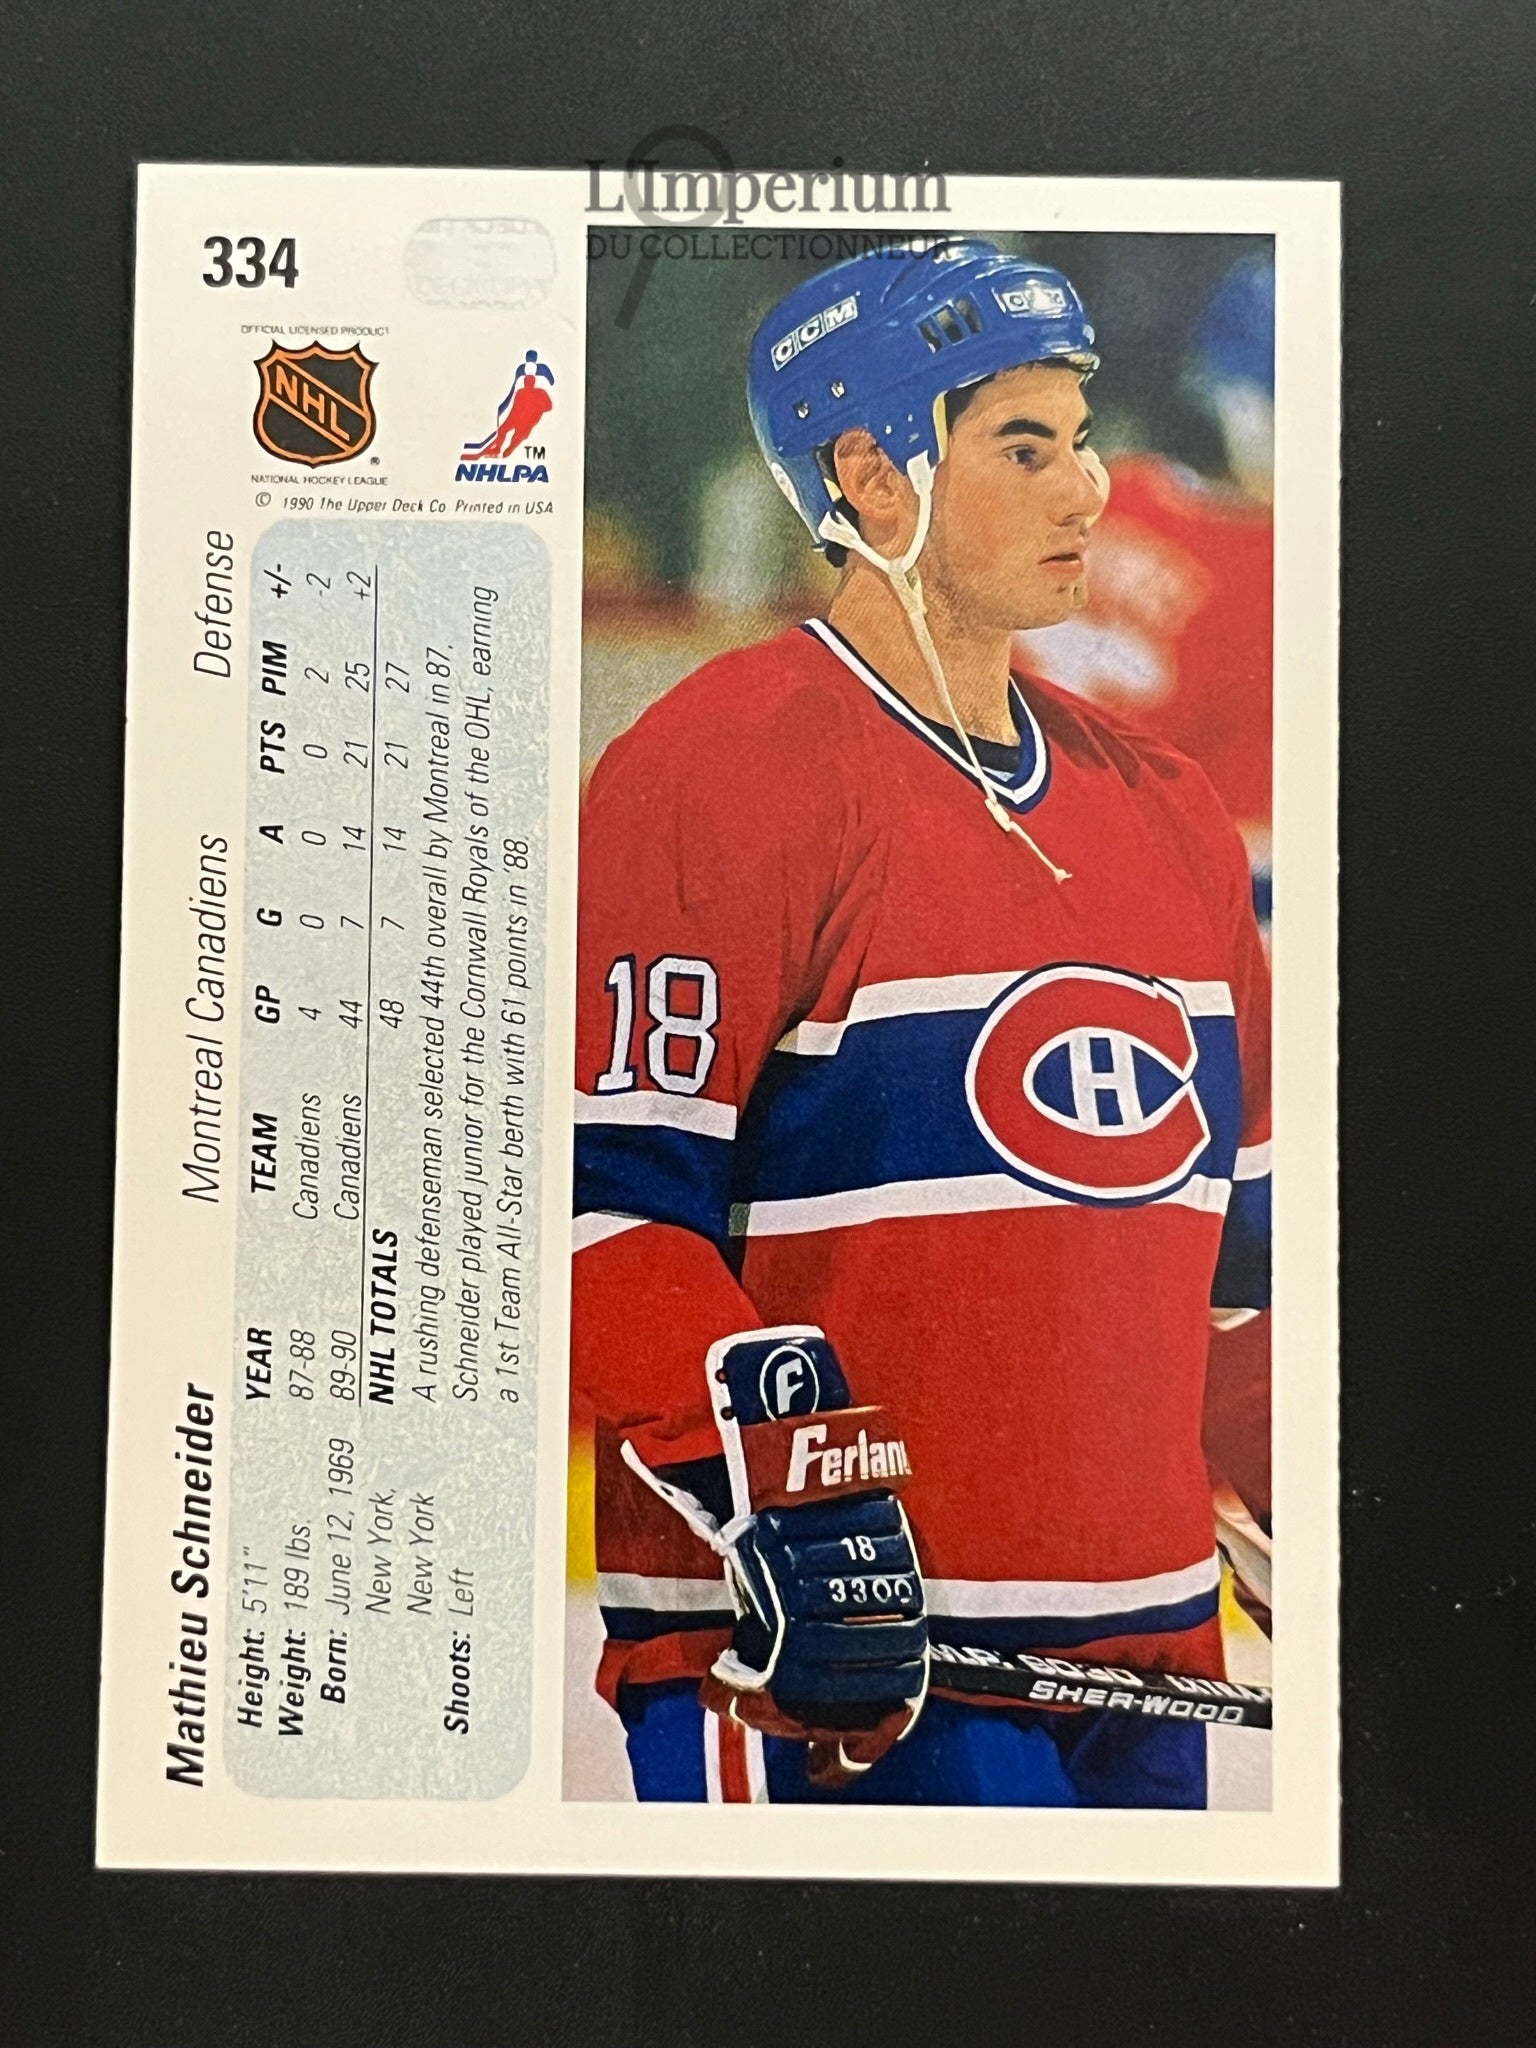 L'Imperium
DU COLLECTIONNEUR
334
OFFICIAL LICENSED PRODUCT
NHL
®
NATIONAL HOCKEY LEAGUE
TM
NHLPA
© 1990 The Upper Deck Co. Printed in USA
Mathieu Schneider Montreal Canadiens Defense
Height: 5'11"
Weight: 189 lbs.
Born: June 12, 1969
New York,
New York
Shoots: Left
YEAR TEAM GP G A PTS PIM +/-
87-88 Canadiens 4 0 0 0 2 -2
89-90 Canadiens 44 7 14 21 25 +2
NHL TOTALS 48 7 14 21 27
A rushing defenseman selected 44th overall by Montreal in 87,
Schneider played junior for the Cornwall Royals of the OHL, earning
a 1st Team All-Star berth with 61 points in '88.
CCM
18
CH
F
Ferland
18
3300
SHER-WOOD